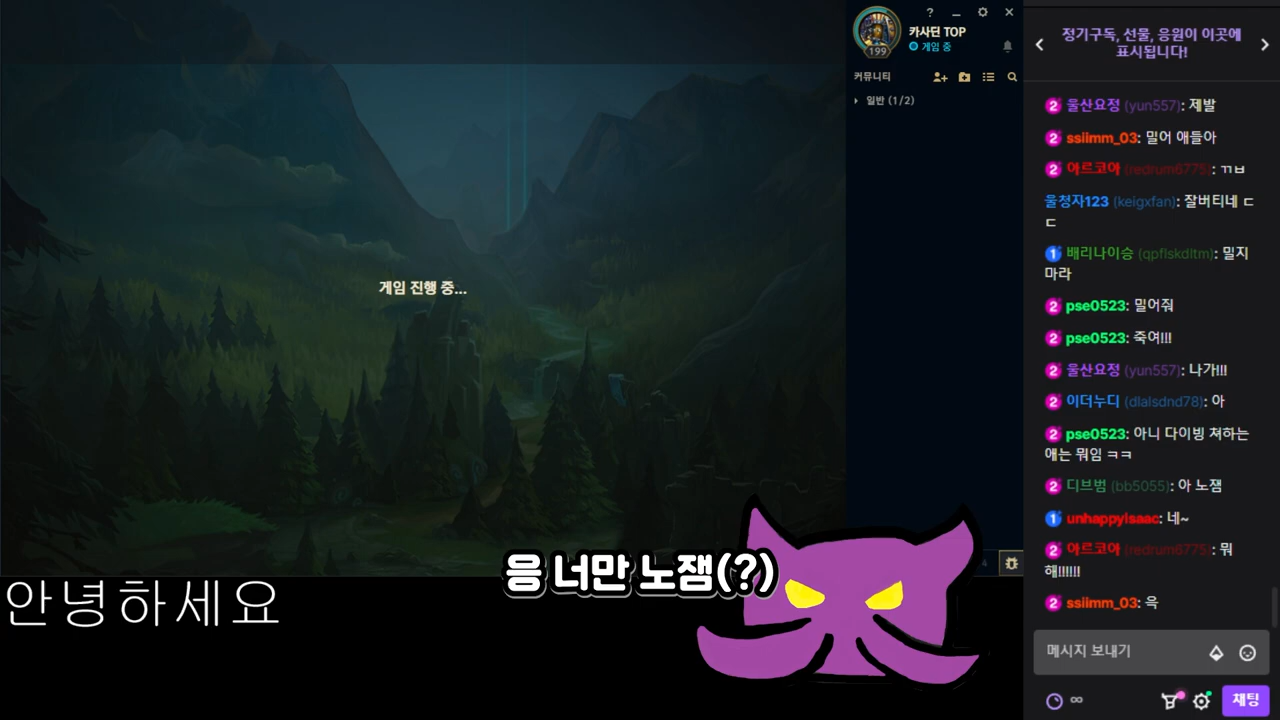 카사딘 TOP
게임 중
199
커뮤니티
일반 (1/2)
게임 진행 중...
응 너만 노잼(?)
안녕하세요
정기구독, 선물, 응원이 이곳에
표시됩니다!
울산요정 (yun557): 제발
ssiimm_03: 밀어 애들아
아르코아 (redrum6775): ㄲㅂ
울청자123 (keigxfan): 잘버티네 ㄷ
ㄷ
배리나이승 (qpflskdltm): 밀지
마라
pse0523: 밀어줘
pse0523: 죽여!!!
울산요정 (yun557): 나가!!!
이더누디 (dlalsdnd78): 아
pse0523: 아니 다이빙 쳐하는
애는 뭐임 ㅋㅋ
디브범 (bb5055): 아 노잼
unhappyisaac: 네~
아르코아 (redrum6775): 뭐
해!!!!!!
ssiimm_03: 윽
메시지 보내기
채팅